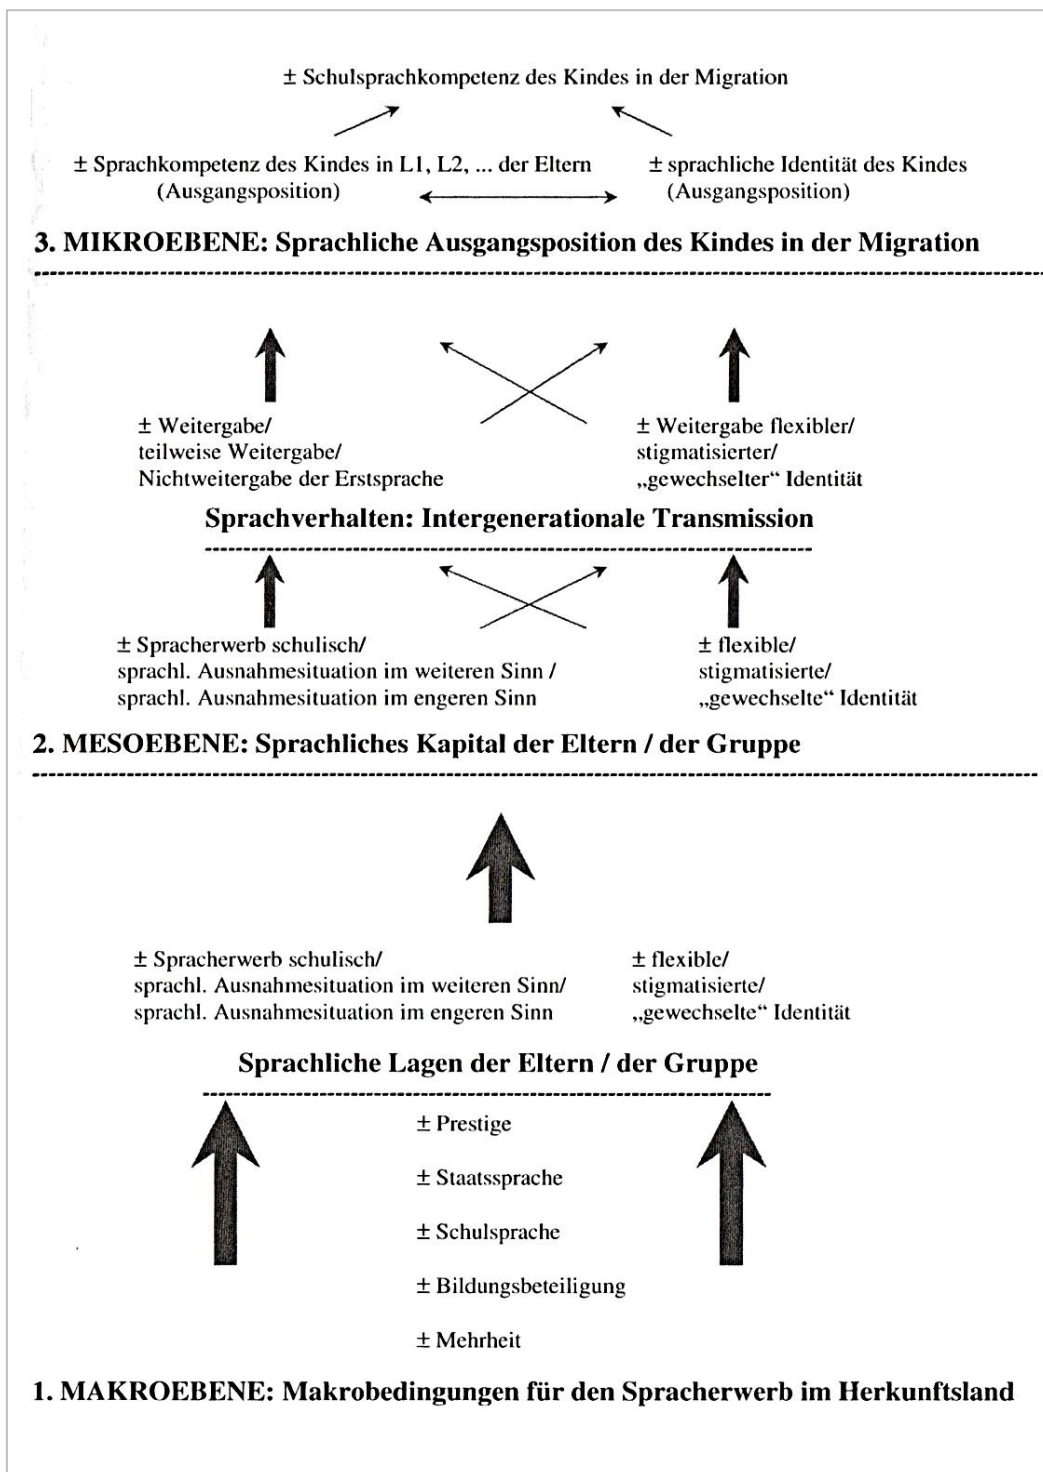 ± Schulsprachkompetenz des Kindes in der Migration
± Sprachkompetenz des Kindes in L1, L2, ... der Eltern
(Ausgangsposition)
± sprachliche Identität des Kindes
(Ausgangsposition)
3. MIKROEBENE: Sprachliche Ausgangsposition des Kindes in der Migration
± Weitergabe/
teilweise Weitergabe/
Nichtweitergabe der Erstsprache
± Weitergabe flexibler/
stigmatisierter/
„gewechselter“ Identität
Sprachverhalten: Intergenerationale Transmission
± Spracherwerb schulisch/
sprachl. Ausnahmesituation im weiteren Sinn /
sprachl. Ausnahmesituation im engeren Sinn
± flexible/
stigmatisierte/
„gewechselte“ Identität
2. MESOEBENE: Sprachliches Kapital der Eltern / der Gruppe
± Spracherwerb schulisch/
sprachl. Ausnahmesituation im weiteren Sinn/
sprachl. Ausnahmesituation im engeren Sinn
± flexible/
stigmatisierte/
„gewechselte“ Identität
Sprachliche Lagen der Eltern / der Gruppe
± Prestige
± Staatssprache
± Schulsprache
± Bildungsbeteiligung
± Mehrheit
1. MAKROEBENE: Makrobedingungen für den Spracherwerb im Herkunftsland